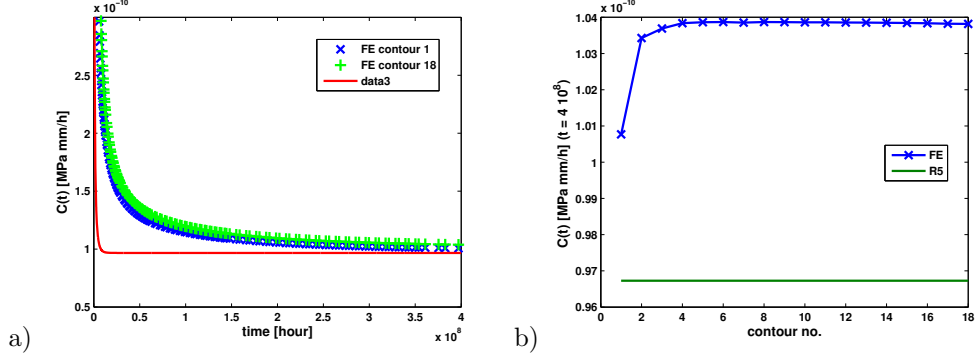 x 10⁻¹⁰
2.5
2
1.5
1
0.5
0 0.5 1 1.5 2 2.5 3 3.5 4
x 10⁸
C(t) [MPa mm/h]
time [hour]
FE contour 1
FE contour 18
data3
a)
x 10⁻¹⁰
1.04
1.03
1.02
1.01
1
0.99
0.98
0.97
0.96
0 2 4 6 8 10 12 14 16 18
C(t) [MPa mm/h] (t = 4 10⁸)
contour no.
FE
R5
b)